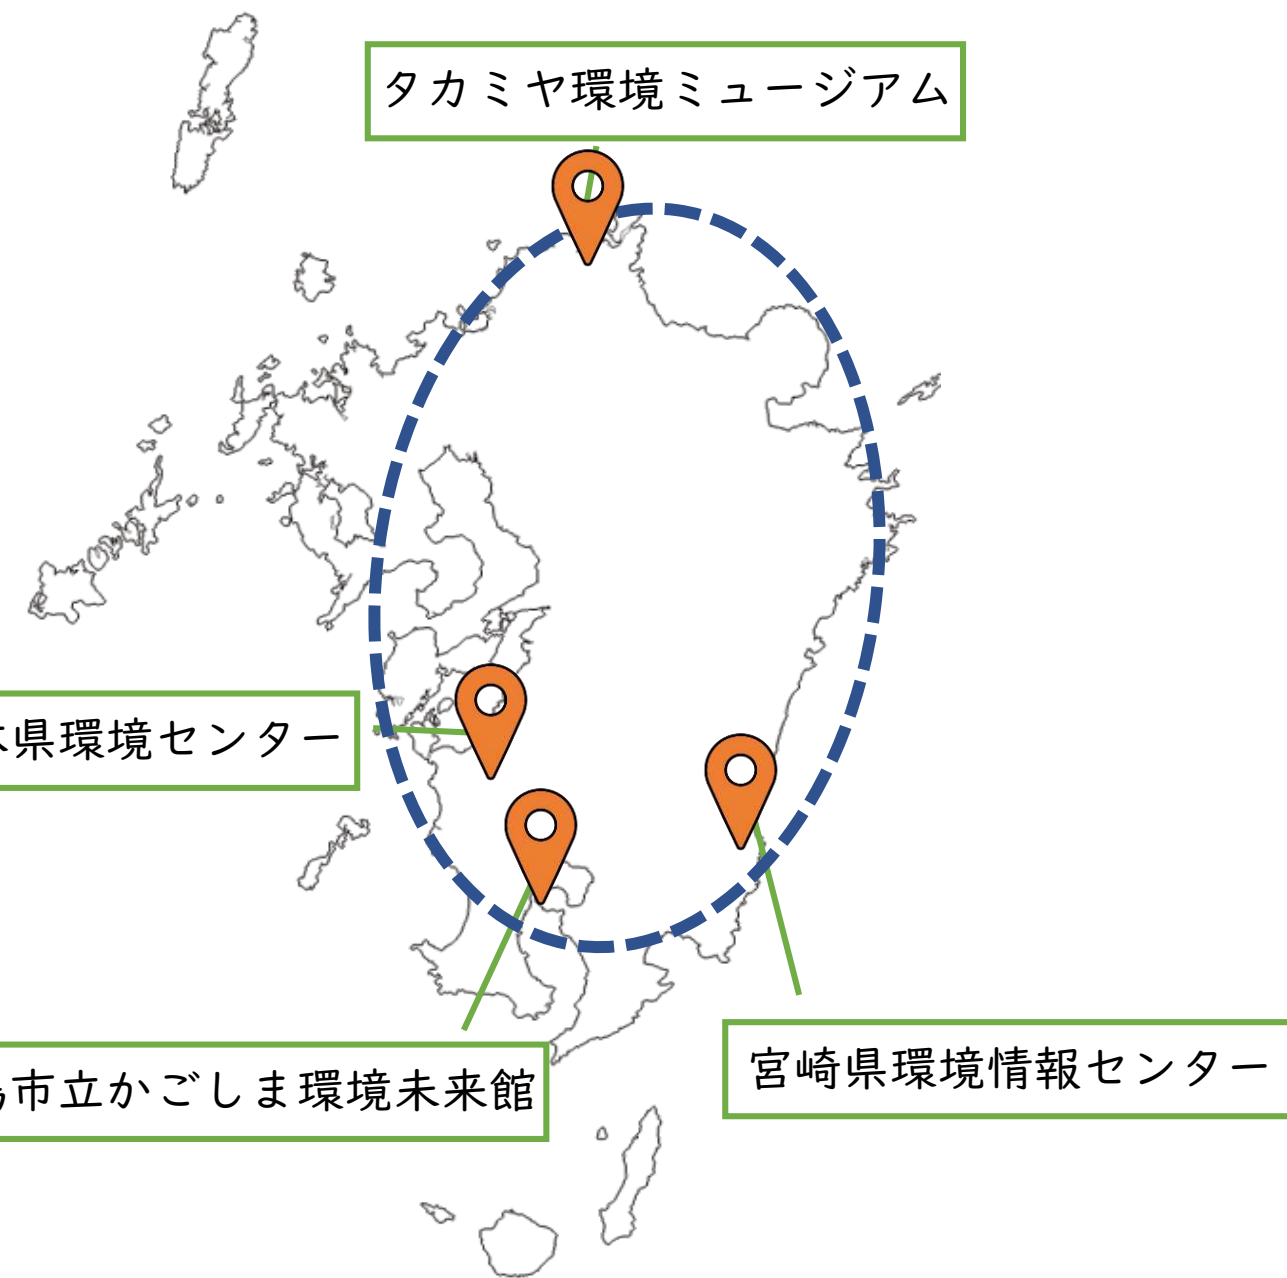 タカミヤ環境ミュージアム
県環境センター
市立かごしま環境未来館
宮崎県環境情報センター